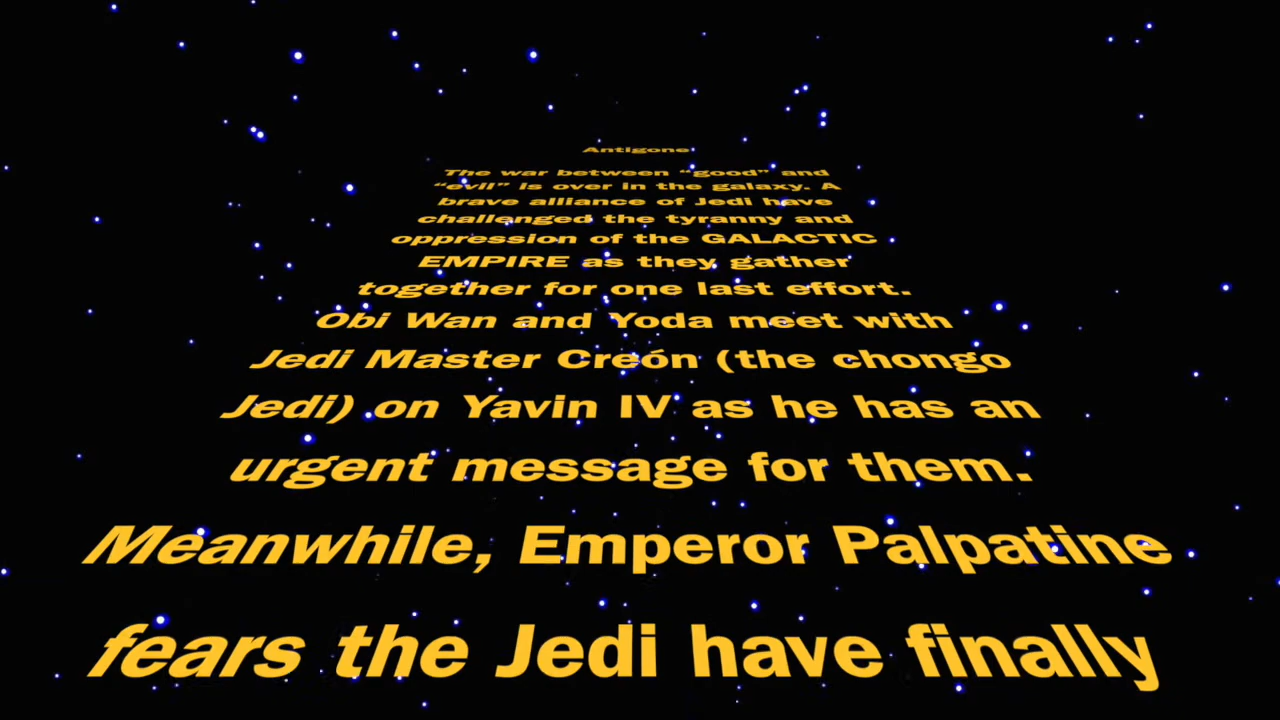 Antigone
The war between “good” and
“evil” is over in the galaxy. A
brave alliance of Jedi have
challenged the tyranny and
oppression of the GALACTIC
EMPIRE as they gather
together for one last effort.
Obi Wan and Yoda meet with
Jedi Master Creón (the chongo
Jedi) on Yavin IV as he has an
urgent message for them.
Meanwhile, Emperor Palpatine
fears the Jedi have finally